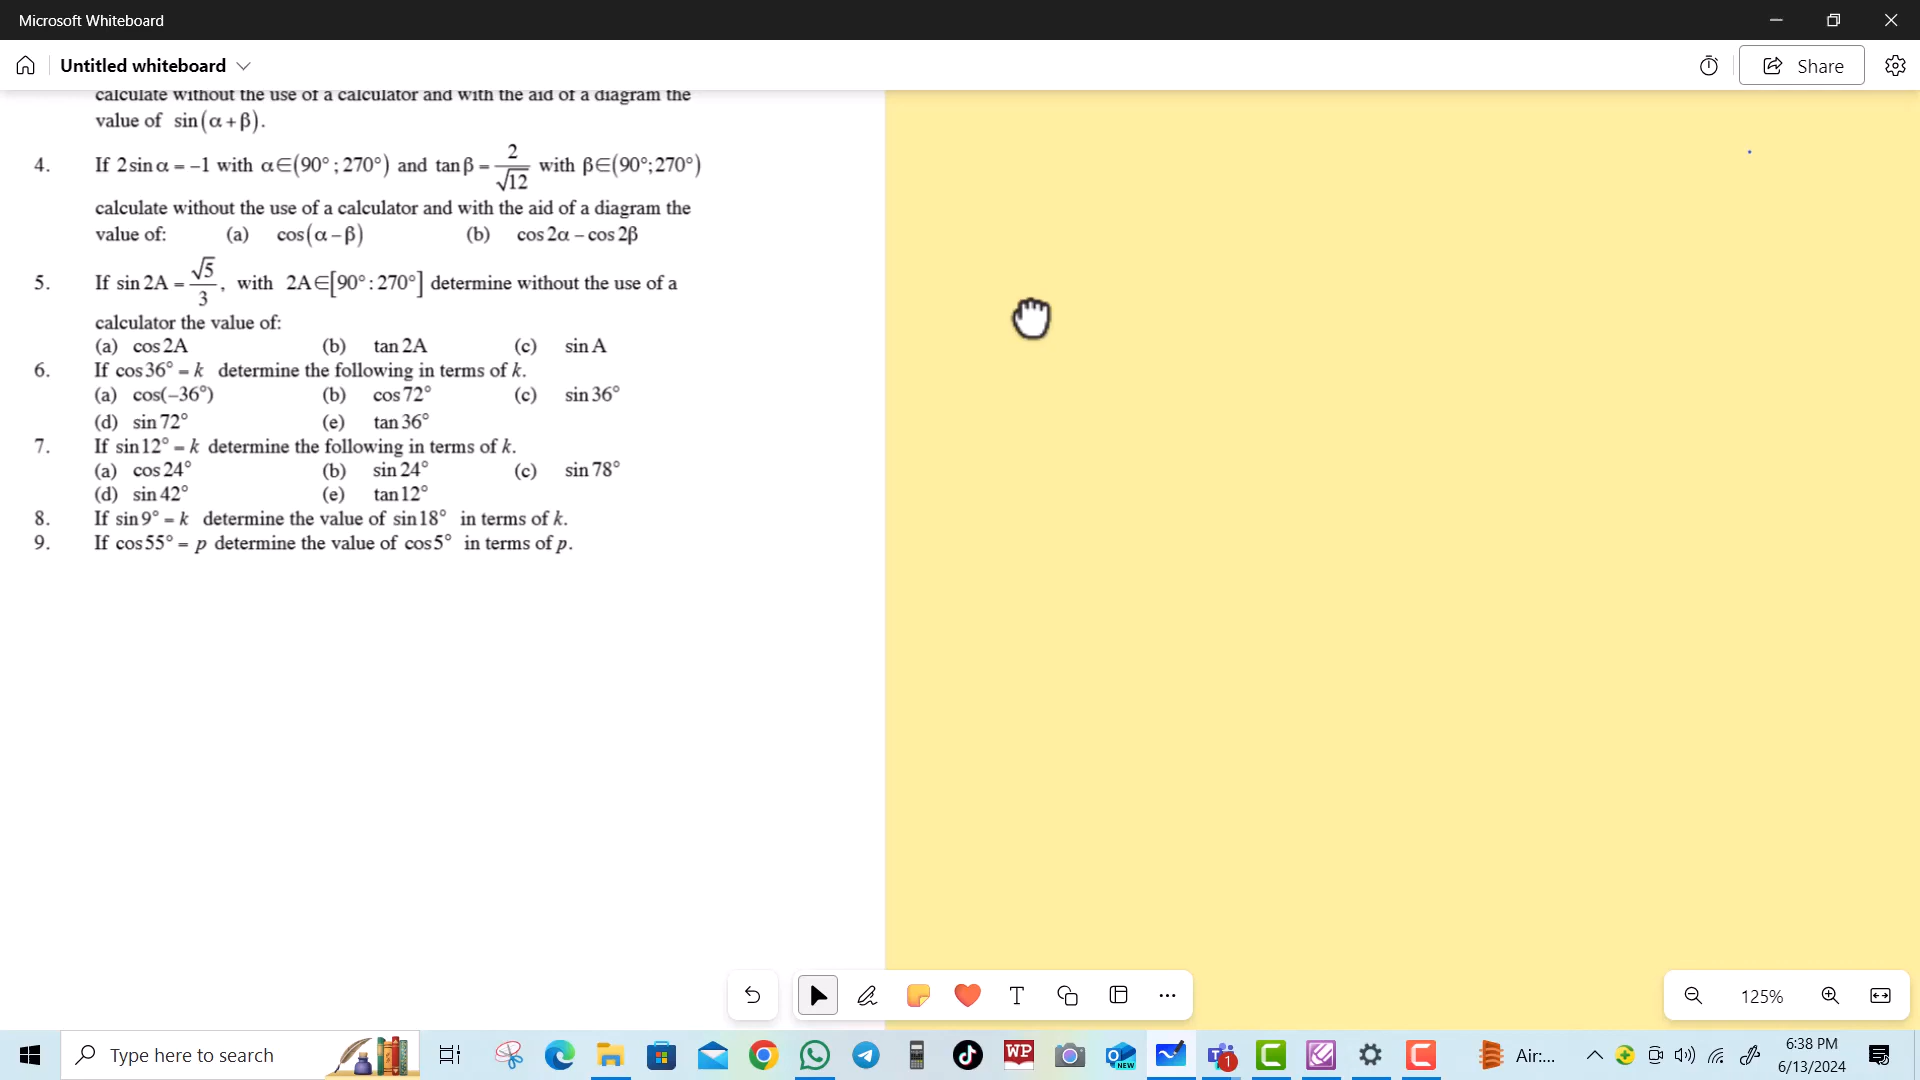 Microsoft Whiteboard
Untitled whiteboard
Share
calculate without the use of a calculator and with the aid of a diagram the
value of sin(α+β).
4. If 2sinα = −1 with α∈(90°;270°) and tanβ = 2/√12 with β∈(90°;270°)
calculate without the use of a calculator and with the aid of a diagram the
value of: (a) cos(α−β) (b) cos2α − cos2β
5. If sin2A = √5/3, with 2A∈[90°:270°] determine without the use of a
calculator the value of:
(a) cos2A (b) tan2A (c) sinA
6. If cos36° = k determine the following in terms of k.
(a) cos(−36°) (b) cos72° (c) sin36°
(d) sin72° (e) tan36°
7. If sin12° = k determine the following in terms of k.
(a) cos24° (b) sin24° (c) sin78°
(d) sin42° (e) tan12°
8. If sin9° = k determine the value of sin18° in terms of k.
9. If cos55° = p determine the value of cos5° in terms of p.
125%
Type here to search
WP
NEW
1
Air:...
6:38 PM
6/13/2024